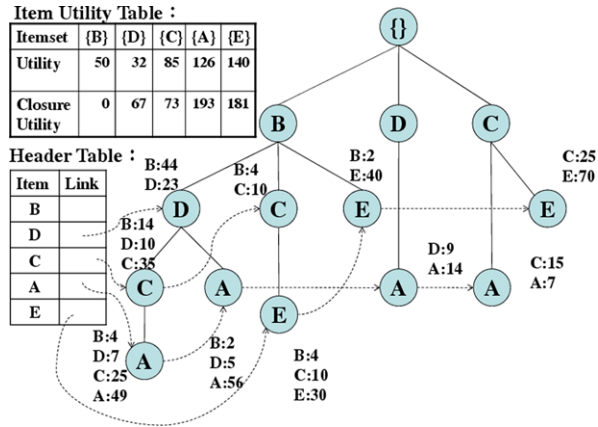 Item Utility Table：
Itemset {B} {D} {C} {A} {E}
Utility 50 32 85 126 140
Closure Utility 0 67 73 193 181
Header Table：
Item Link
B
D
C
A
E
{}
B D C
B:44
D:23
B:4
C:10
B:2
E:40
C:25
E:70
D C E E
B:14
D:10
C:35
D:9
A:14
C:15
A:7
C A A A
E
B:4
D:7
C:25
A:49
A
B:2
D:5
A:56
B:4
C:10
E:30